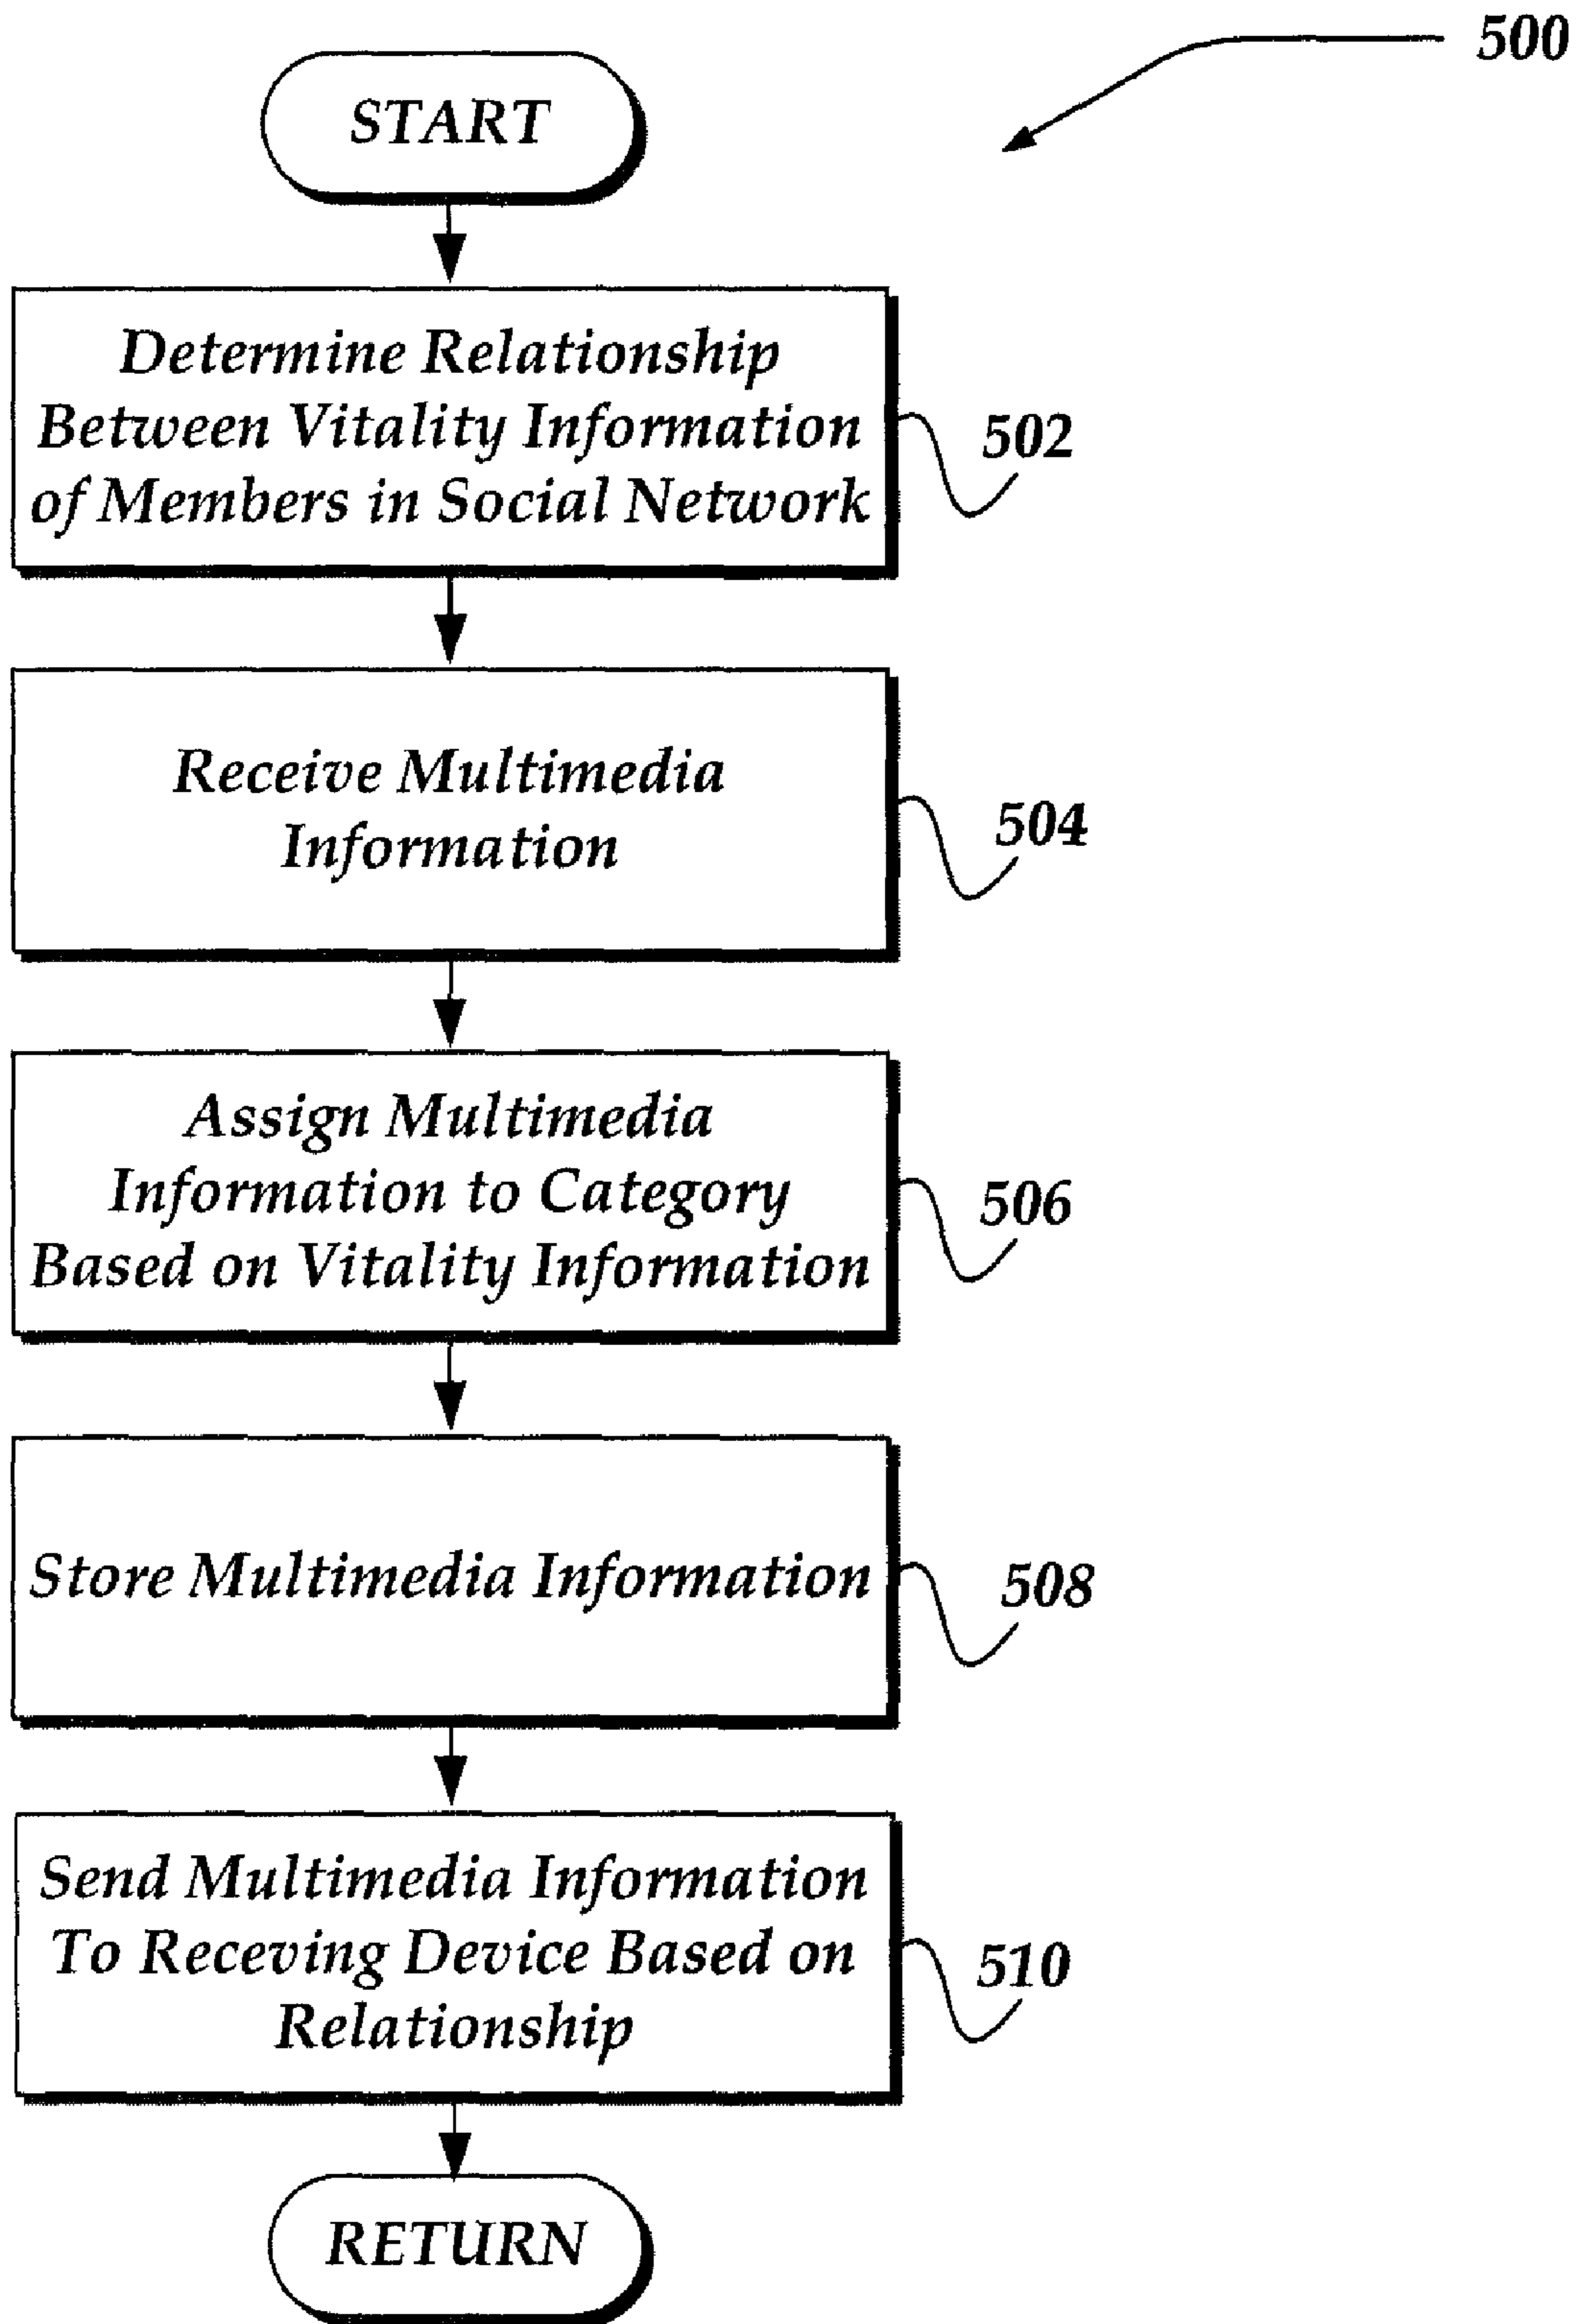 500
START
Determine Relationship
Between Vitality Information
of Members in Social Network
502
Receive Multimedia
Information
504
Assign Multimedia
Information to Category
Based on Vitality Information
506
Store Multimedia Information
508
Send Multimedia Information
To Receving Device Based on
Relationship
510
RETURN